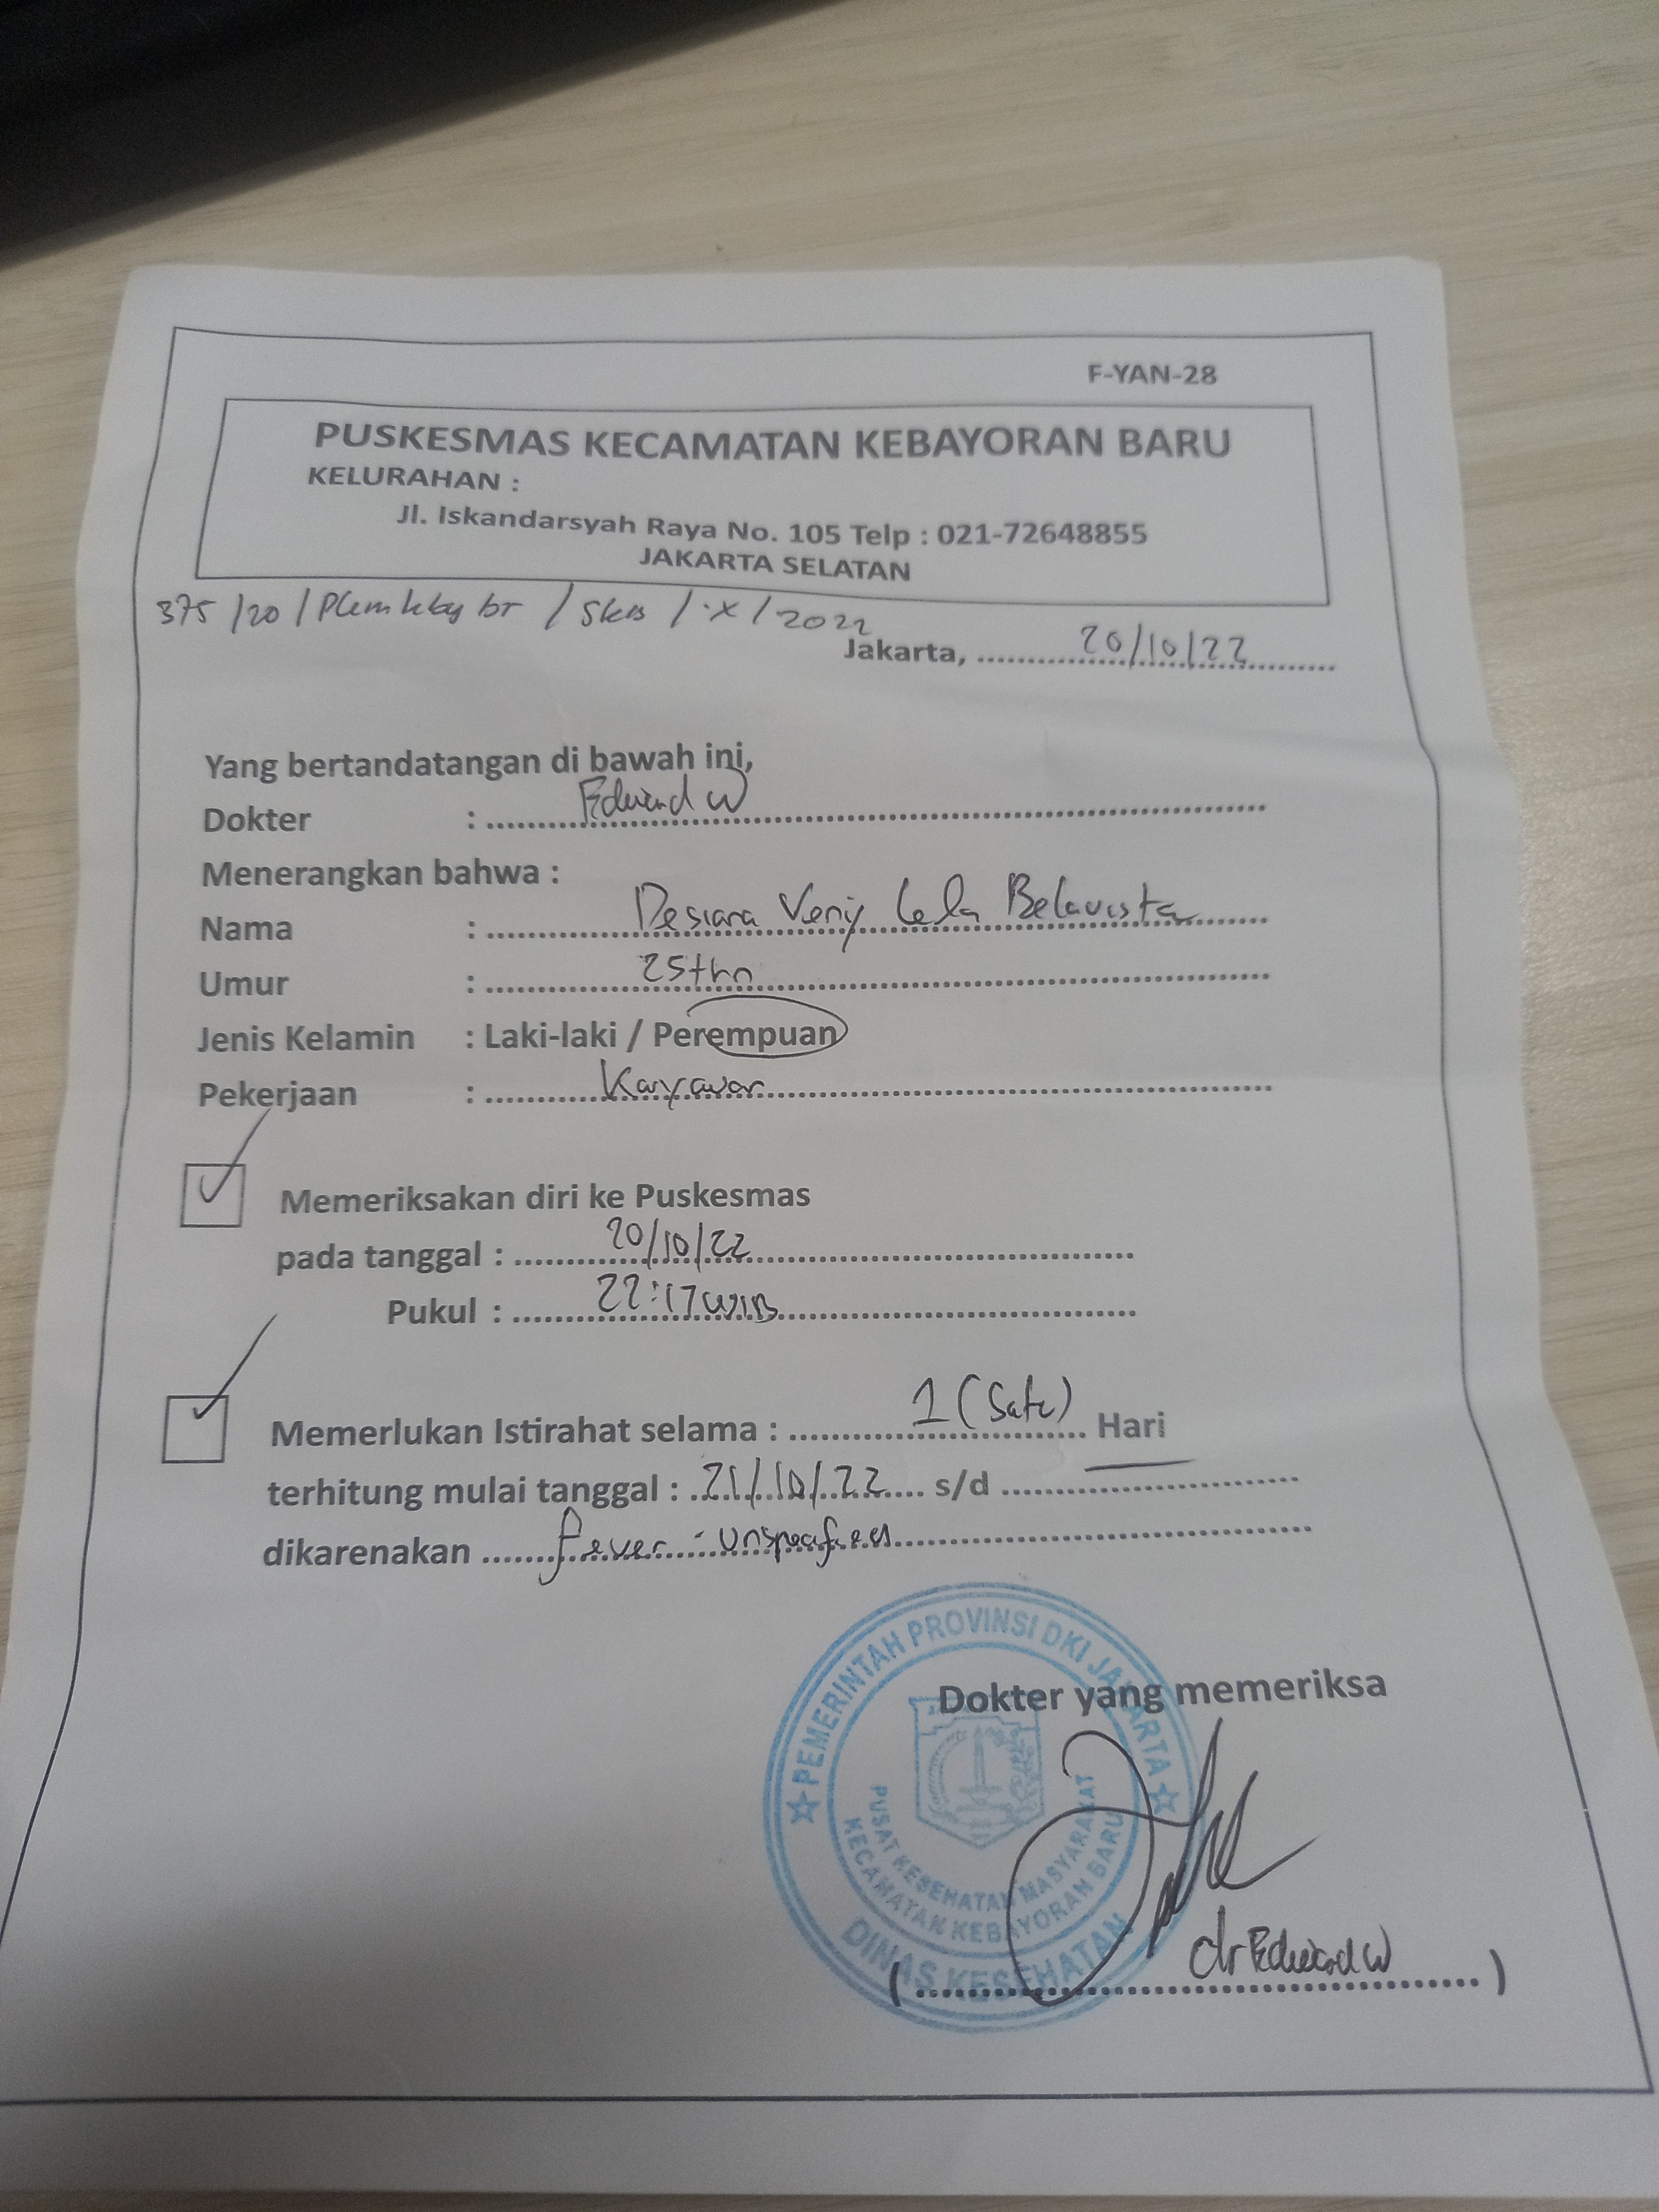 F-YAN-28
PUSKESMAS KECAMATAN KEBAYORAN BARU
KELURAHAN :
Jl. Iskandarsyah Raya No. 105 Telp : 021-72648855
JAKARTA SELATAN
375 /20 / Pkm kby br / SKB / X / 2022
Jakarta, 20/10/22
Yang bertandatangan di bawah ini,
Dokter : Edward W
Menerangkan bahwa :
Nama : Desiana Veny Lela Belavista
Umur : 25 thn
Jenis Kelamin : Laki-laki / Perempuan
Pekerjaan : Karyawan
Memeriksakan diri ke Puskesmas
pada tanggal : 20/10/22
Pukul : 22:17 WIB
Memerlukan Istirahat selama : 1 (Satu) Hari
terhitung mulai tanggal : 21/10/22 s/d
dikarenakan fever - unspecified
Dokter yang memeriksa
PEMERINTAH PROVINSI DKI JAKARTA
PUSAT KESEHATAN MASYARAKAT
KECAMATAN KEBAYORAN BARU
DINAS KESEHATAN
(dr Edward W)